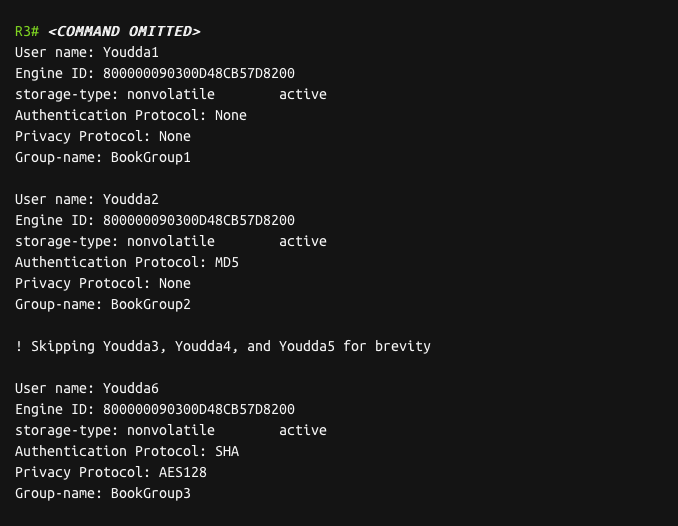 R3# <COMMAND OMITTED>
User name: Youdda1
Engine ID: 800000090300D48CB57D8200
storage-type: nonvolatile        active
Authentication Protocol: None
Privacy Protocol: None
Group-name: BookGroup1

User name: Youdda2
Engine ID: 800000090300D48CB57D8200
storage-type: nonvolatile        active
Authentication Protocol: MD5
Privacy Protocol: None
Group-name: BookGroup2

! Skipping Youdda3, Youdda4, and Youdda5 for brevity

User name: Youdda6
Engine ID: 800000090300D48CB57D8200
storage-type: nonvolatile        active
Authentication Protocol: SHA
Privacy Protocol: AES128
Group-name: BookGroup3